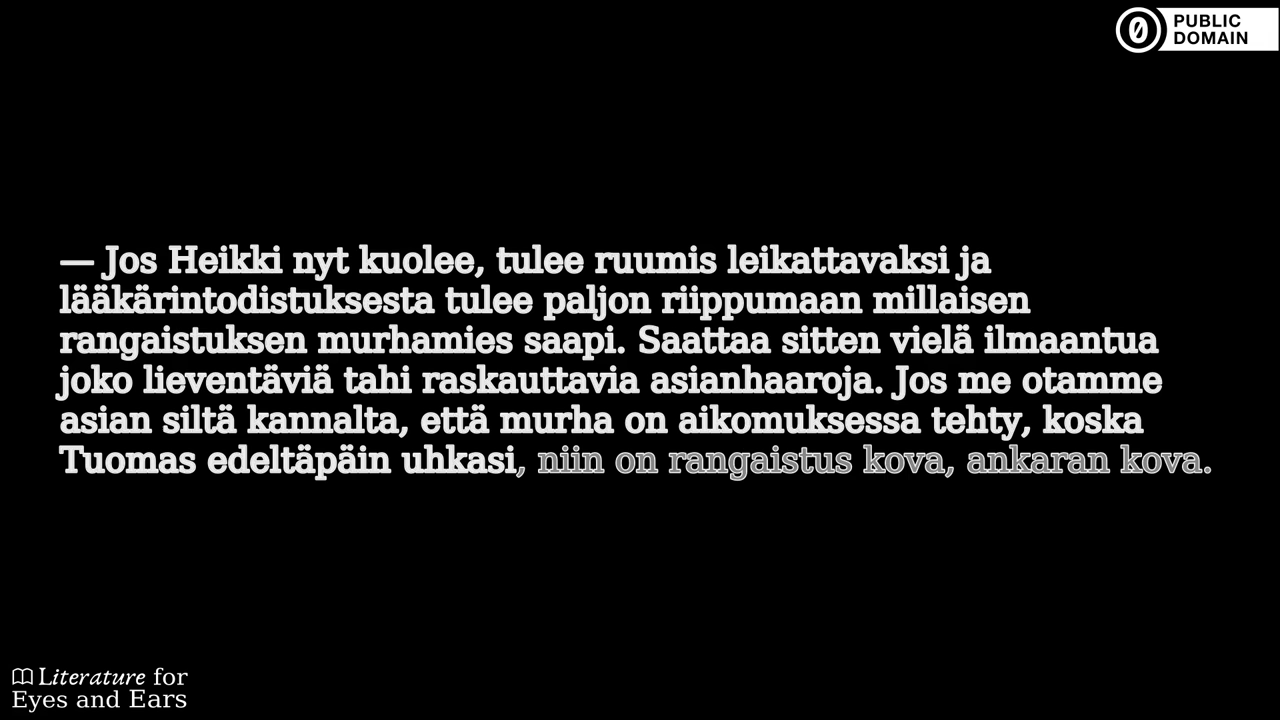 PUBLIC
DOMAIN
— Jos Heikki nyt kuolee, tulee ruumis leikattavaksi ja
lääkärintodistuksesta tulee paljon riippumaan millaisen
rangaistuksen murhamies saapi. Saattaa sitten vielä ilmaantua
joko lieventäviä tahi raskauttavia asianhaaroja. Jos me otamme
asian siltä kannalta, että murha on aikomuksessa tehty, koska
Tuomas edeltäpäin uhkasi, niin on rangaistus kova, ankaran kova.
Literature for
Eyes and Ears